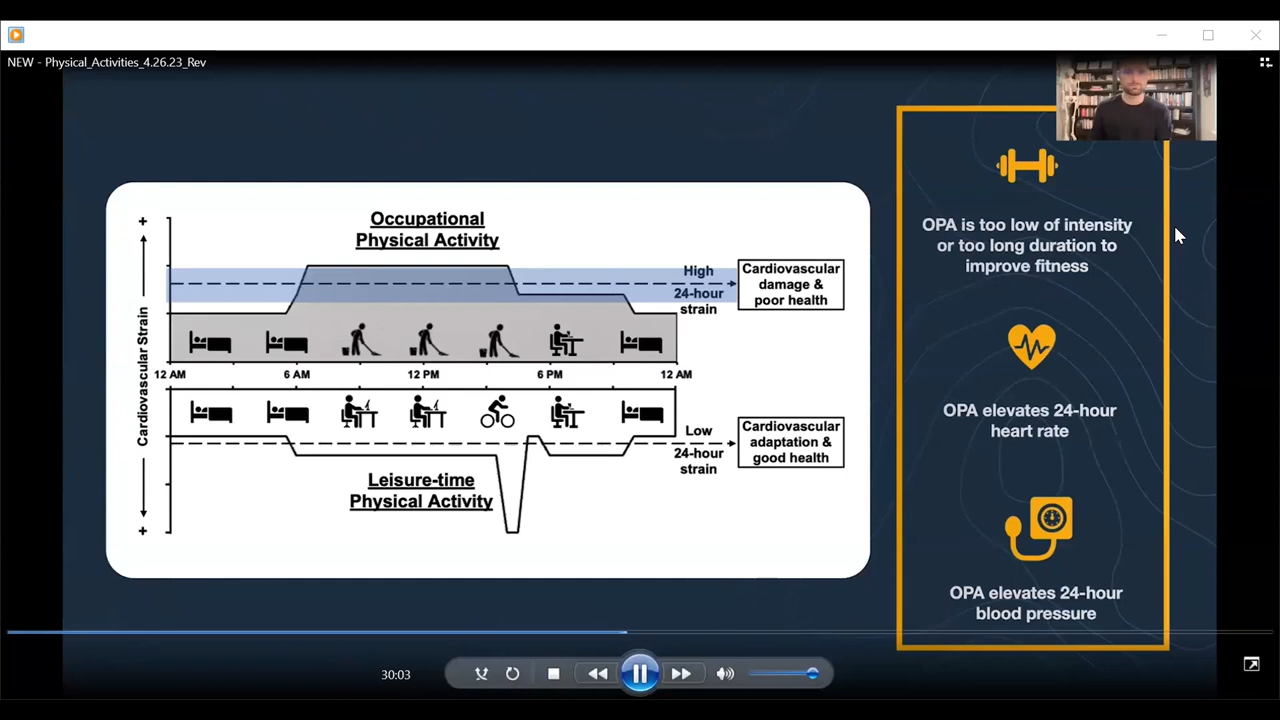 NEW - Physical_Activities_4.26.23_Rev
Occupational
Physical Activity
+
Cardiovascular Strain
+
High
24-hour
strain
Cardiovascular
damage &
poor health
12 AM 6 AM 12 PM 6 PM 12 AM
Low
24-hour
strain
Cardiovascular
adaptation &
good health
Leisure-time
Physical Activity
OPA is too low of intensity
or too long duration to
improve fitness
OPA elevates 24-hour
heart rate
OPA elevates 24-hour
blood pressure
30:03